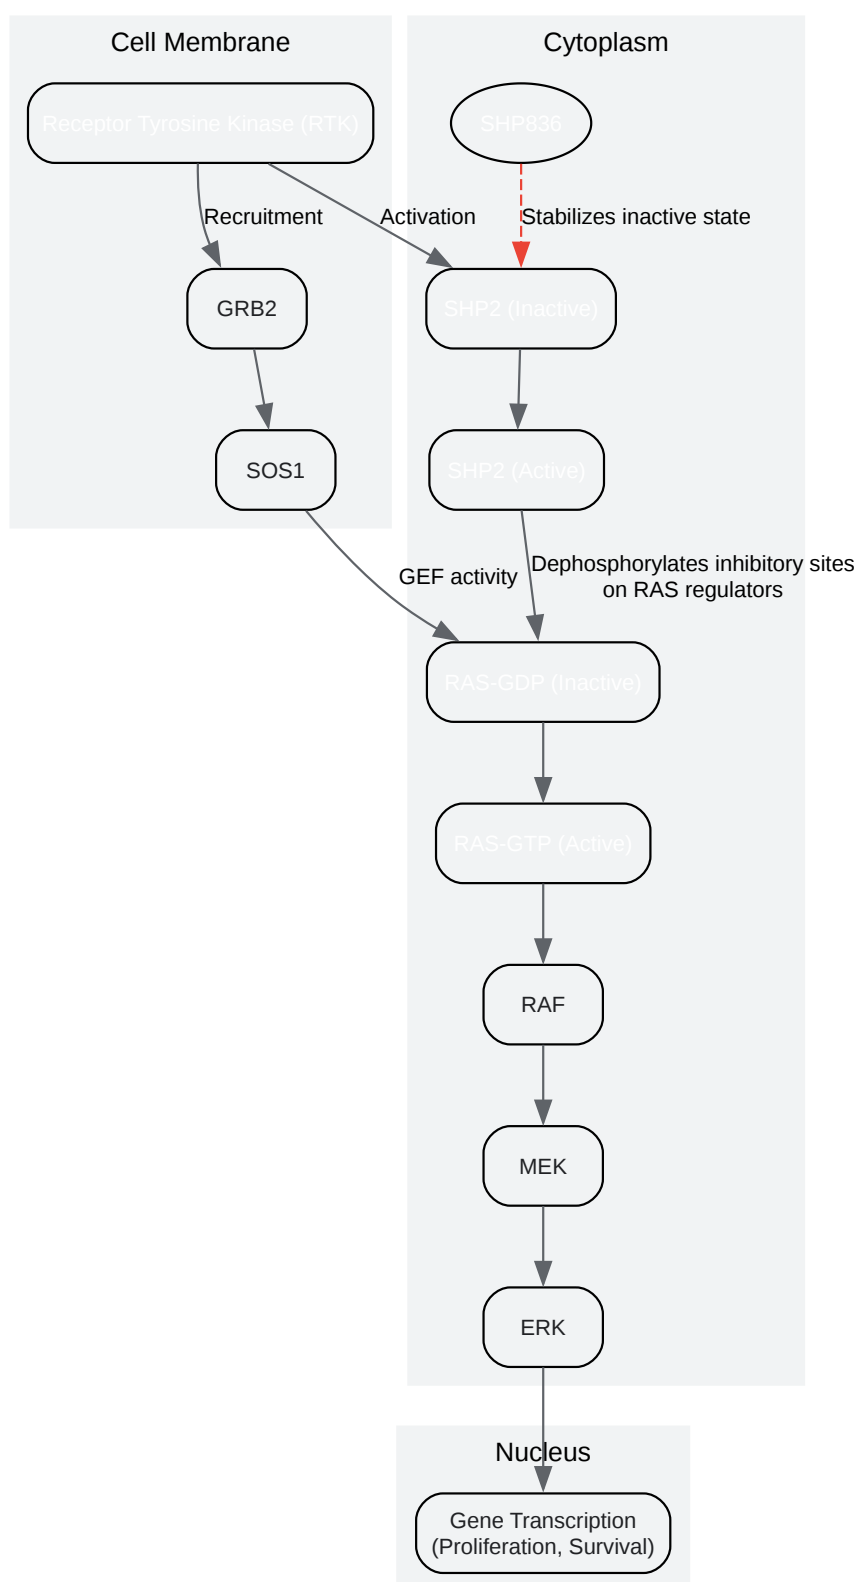 Cell Membrane
Cytoplasm
Receptor Tyrosine Kinase (RTK)
SHP836
Recruitment
Activation
Stabilizes inactive state
GRB2
SHP2 (Inactive)
SOS1
SHP2 (Active)
GEF activity
Dephosphorylates inhibitory sites
on RAS regulators
RAS-GDP (Inactive)
RAS-GTP (Active)
RAF
MEK
ERK
Nucleus
Gene Transcription
(Proliferation, Survival)